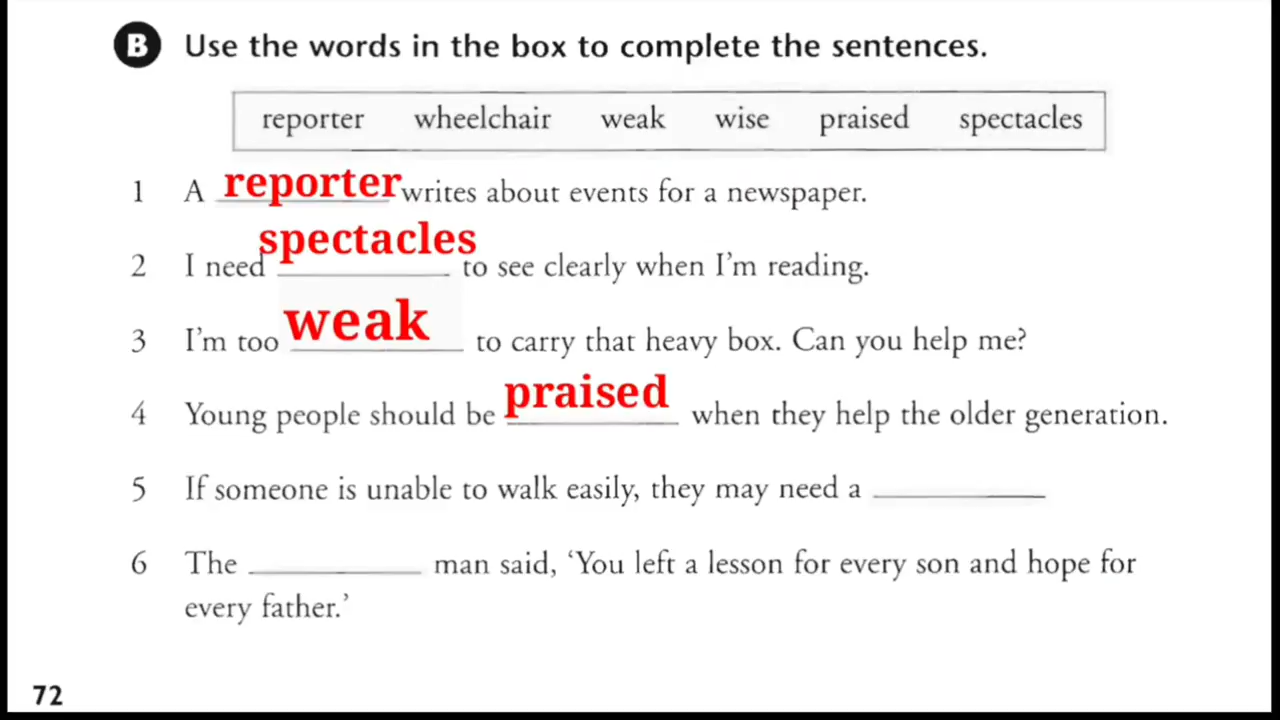 B Use the words in the box to complete the sentences.
reporter wheelchair weak wise praised spectacles
1 A reporter writes about events for a newspaper.
2 I need spectacles to see clearly when I'm reading.
3 I'm too weak to carry that heavy box. Can you help me?
4 Young people should be praised when they help the older generation.
5 If someone is unable to walk easily, they may need a ___________
6 The ___________ man said, ‘You left a lesson for every son and hope for
every father.’
72